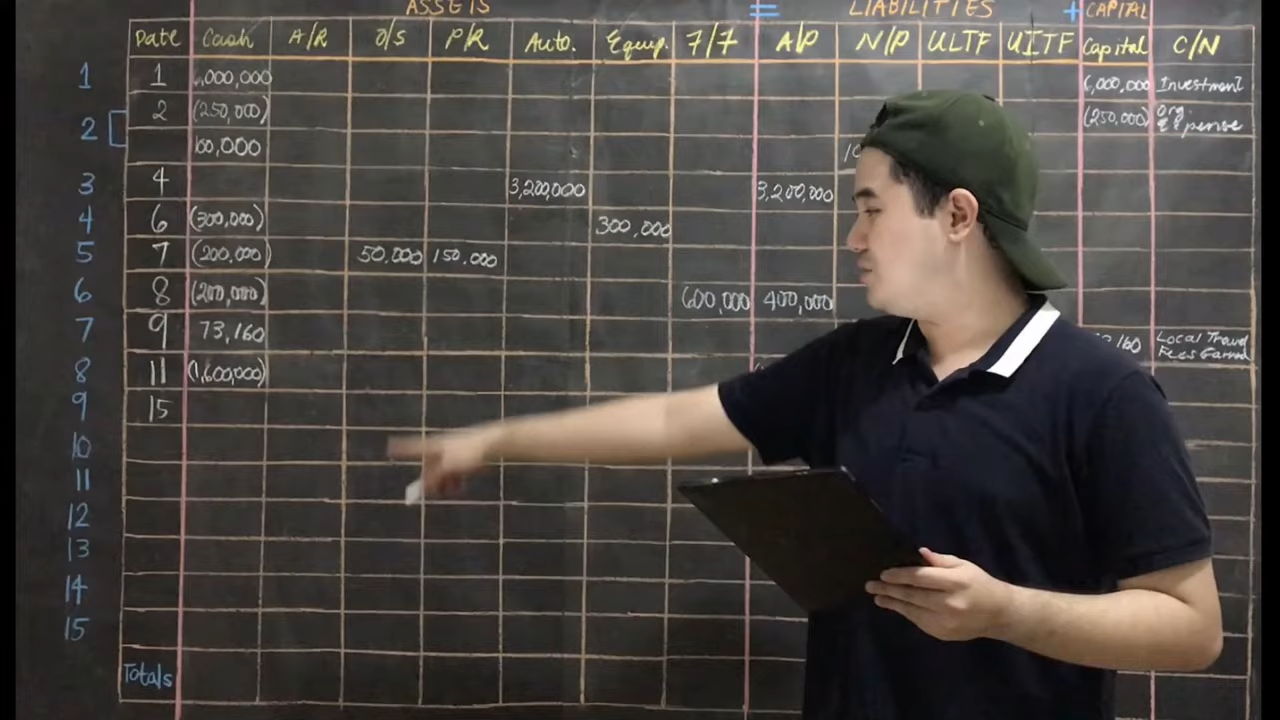 ASSETS = LIABILITIES + CAPITAL
Date Cash A/R O/S P/R Auto. Equip. 7/7 A/P N/P ULTF UITF Capital C/N
1 1 ,000,000 ,000,000 Investment
2 2 (250,000) (250,000) Org. Expense
100,000
3 4 3,200,000 3,200,000
4 6 (300,000) 300,000
5 7 (200,000) 50,000 150,000
6 8 (200,000) 600,000 400,000
7 9 73,160 Local Travel Fees Earned
8 11 (1,600,000)
9 15
10
11
12
13
14
15
Totals